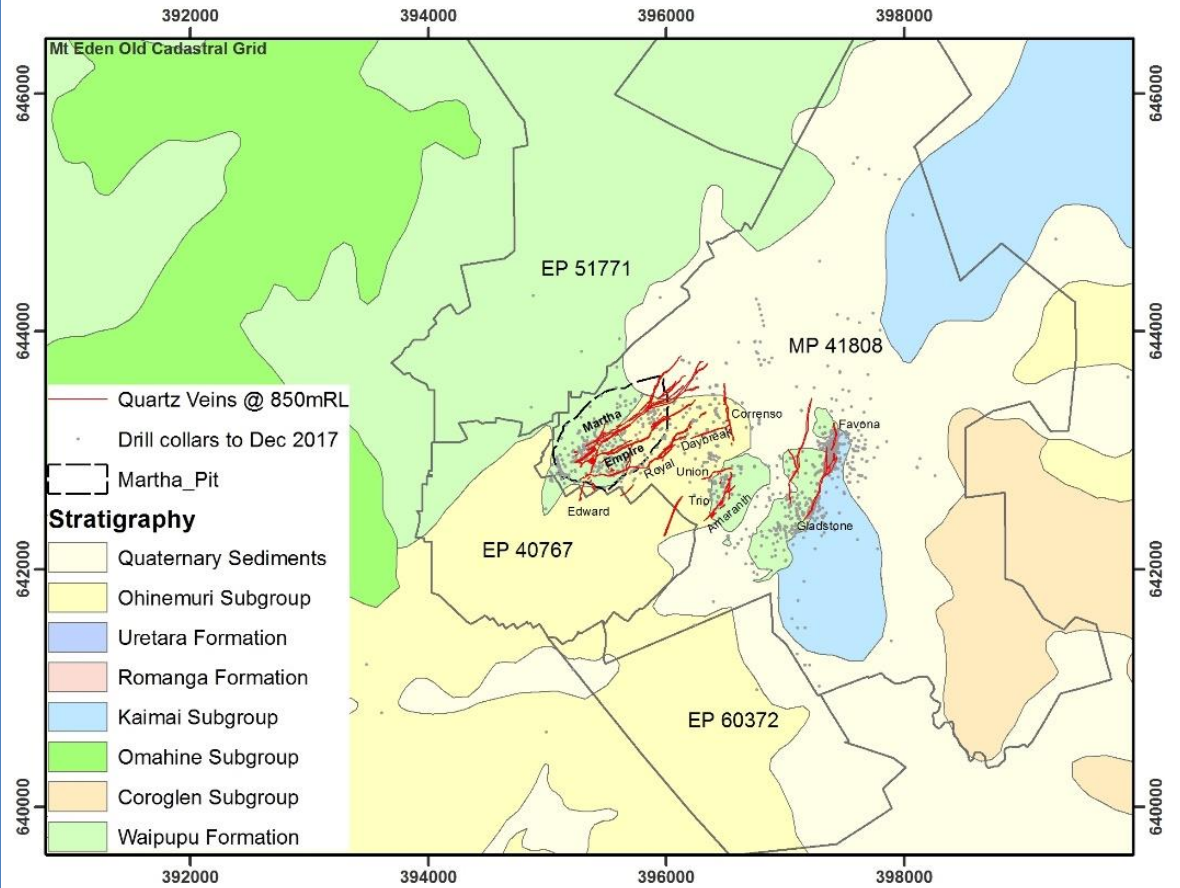 392000
394000
396000
398000
Mt Eden Old Cadastral Grid
646000
646000
EP 51771
644000
644000
MP 41808
Quartz Veins @ 850mRL
Drill collars to Dec 2017
Martha_Pit
Martha
Correnso
Favona
Daybreak
Empire
Royal
Union
Trio
Amaranth
Edward
Gladstone
EP 40767
642000
642000
Stratigraphy
Quaternary Sediments
Ohinemuri Subgroup
Uretara Formation
Romanga Formation
Kaimai Subgroup
Omahine Subgroup
Coroglen Subgroup
Waipupu Formation
EP 60372
640000
640000
392000
394000
396000
398000